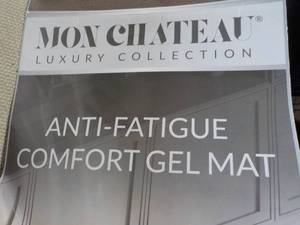 MON CHATEAU®
LUXURY COLLECTION
ANTI-FATIGUE
COMFORT GEL MAT